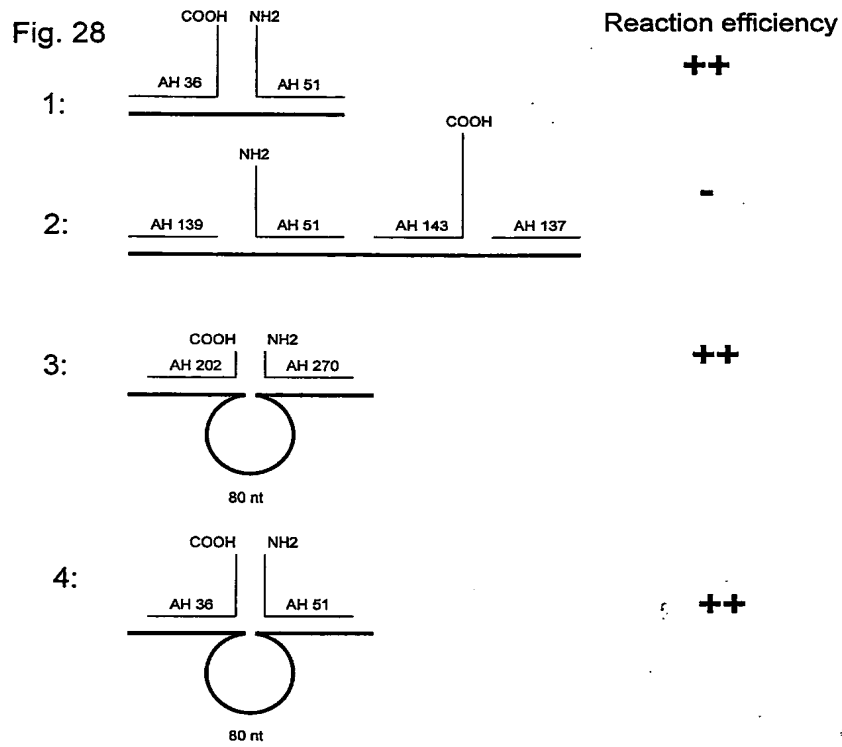 Fig. 28
Reaction efficiency
COOH NH2
AH 36 AH 51
1:
++
COOH
NH2
2:
AH 139 AH 51 AH 143 AH 137
-
COOH NH2
3:
AH 202 AH 270
++
80 nt
COOH NH2
4:
AH 36 AH 51
++
80 nt